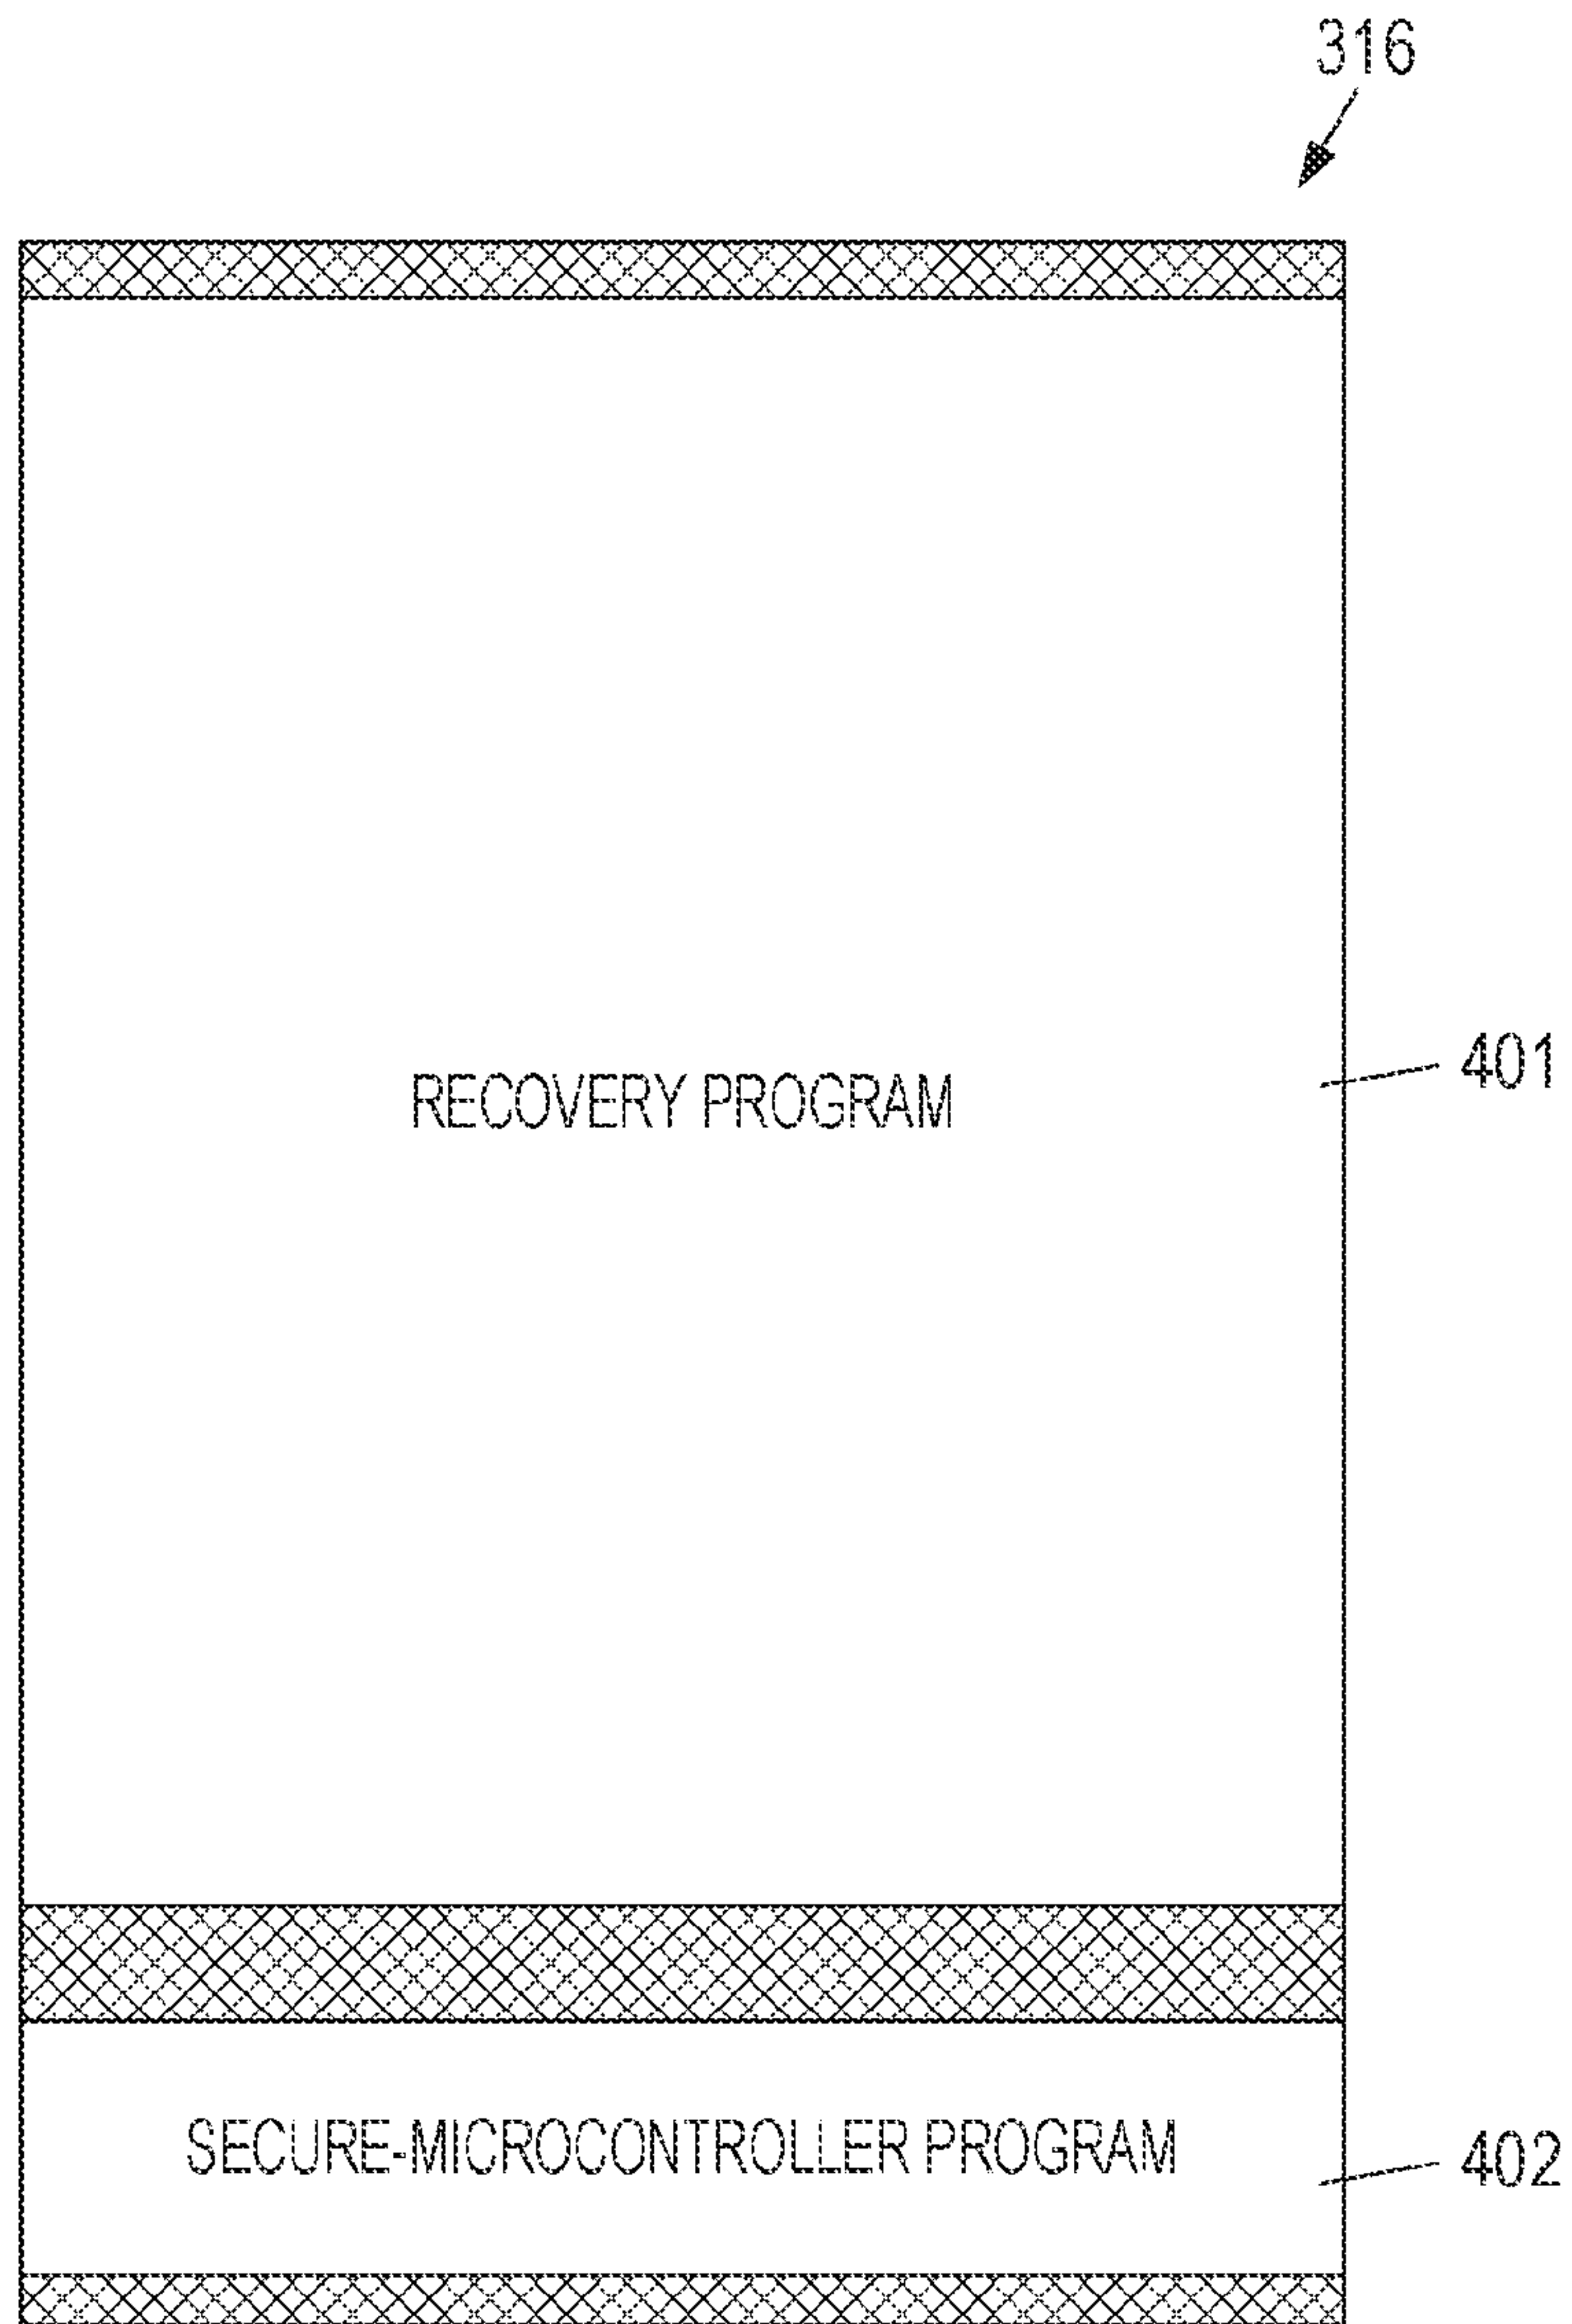 316
RECOVERY PROGRAM
401
SECURE-MICROCONTROLLER PROGRAM
402